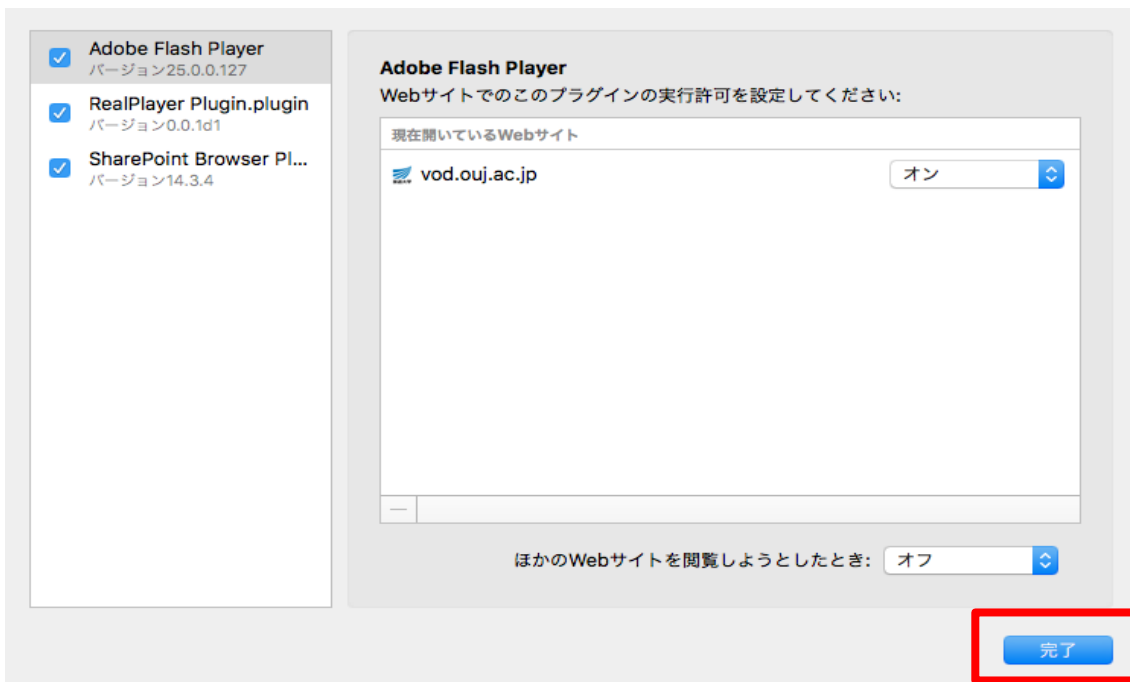 Adobe Flash Player
バージョン25.0.0.127
RealPlayer Plugin.plugin
バージョン0.0.1d1
SharePoint Browser Pl...
バージョン14.3.4
Adobe Flash Player
Webサイトでのこのプラグインの実行許可を設定してください:
現在開いているWebサイト
vod.ouj.ac.jp
オン
ほかのWebサイトを閲覧しようとしたとき:
オフ
完了